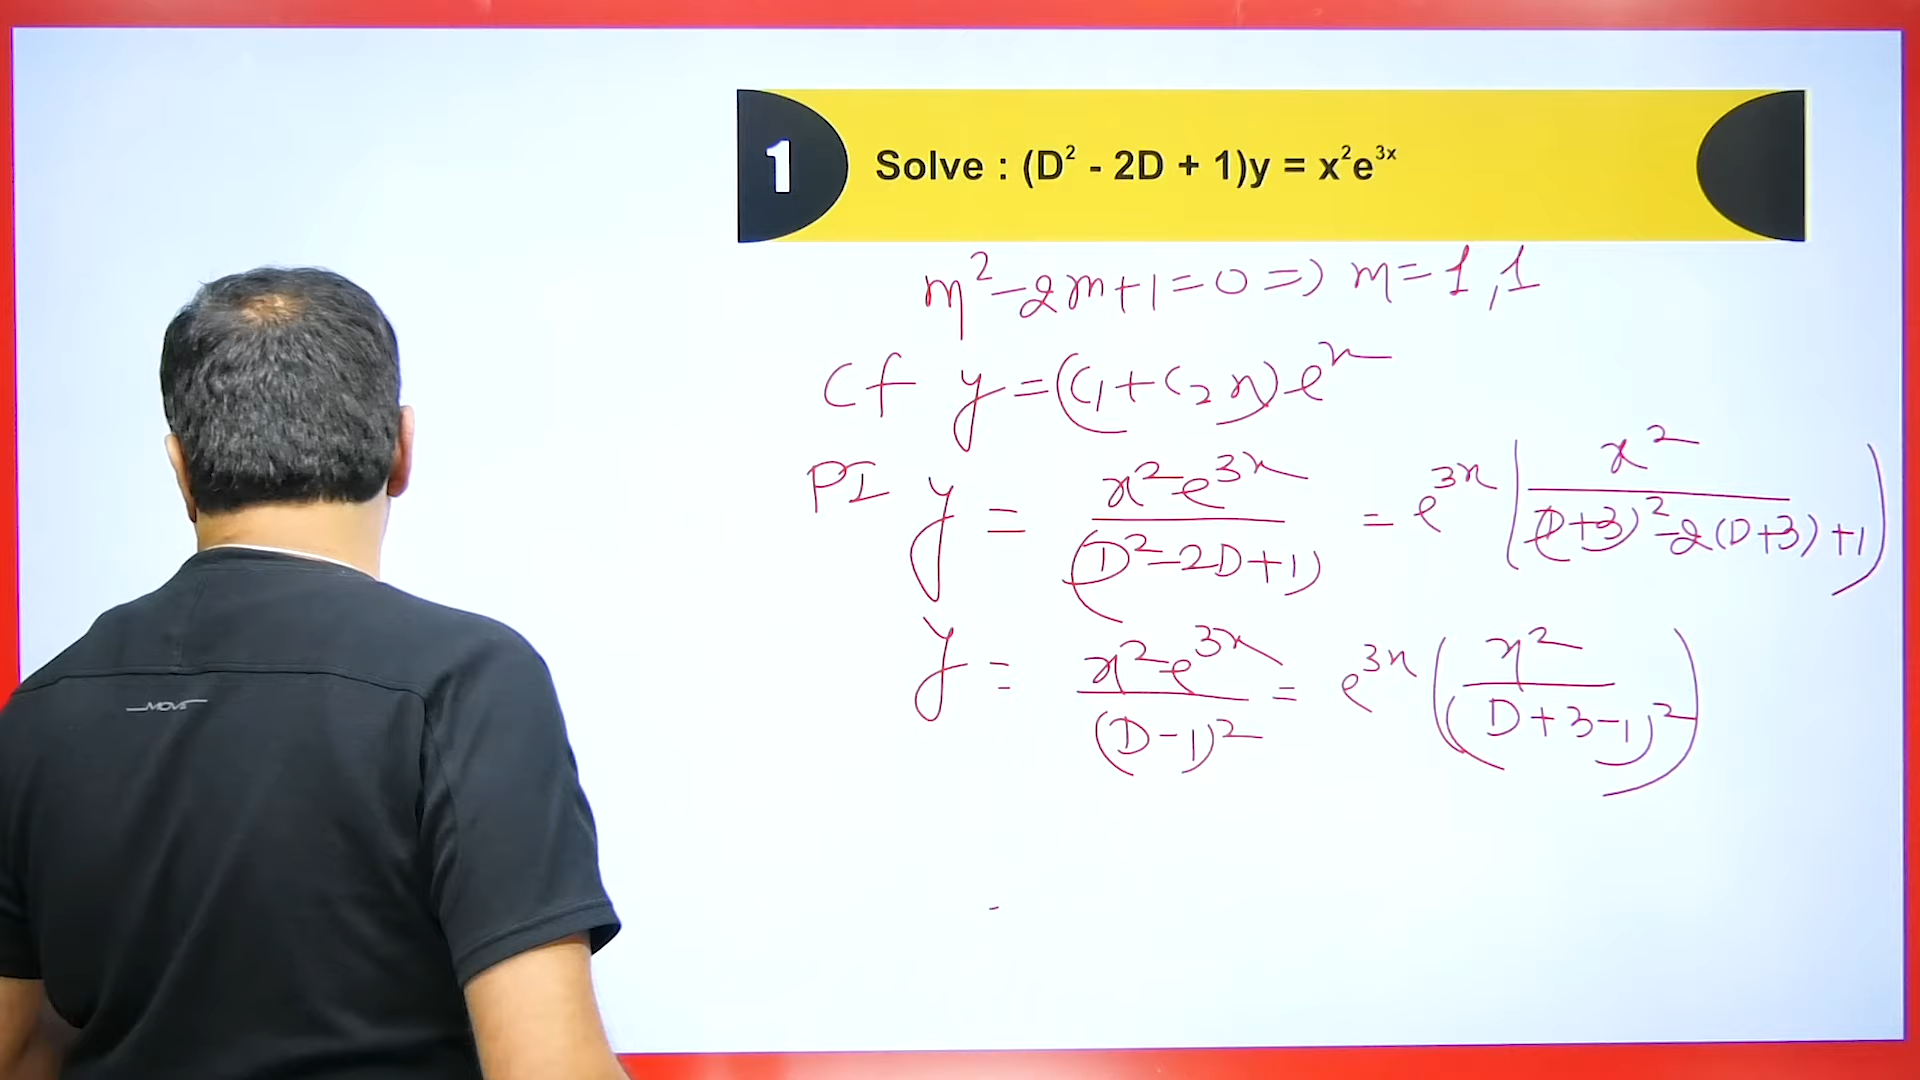 1 Solve : (D² - 2D + 1)y = x²e³ˣ
m² - 2m + 1 = 0 => m = 1, 1
CF y = (C₁ + C₂x)eˣ
PI y = x²e³ˣ / (D² - 2D + 1) = e³ˣ ( x² / (D+3)² - 2(D+3) + 1 )
y = x²e³ˣ / (D - 1)² = e³ˣ ( x² / (D + 3 - 1)² )
MOVE